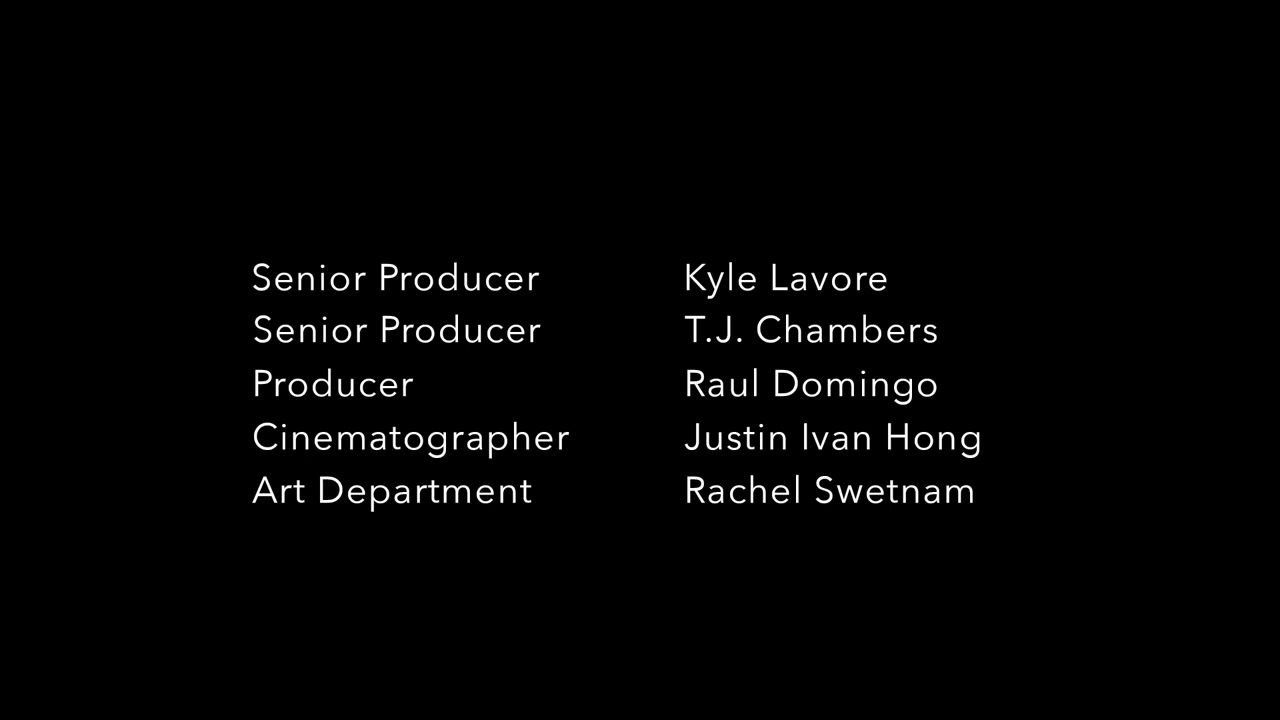 Senior Producer Kyle Lavore
Senior Producer T.J. Chambers
Producer Raul Domingo
Cinematographer Justin Ivan Hong
Art Department Rachel Swetnam